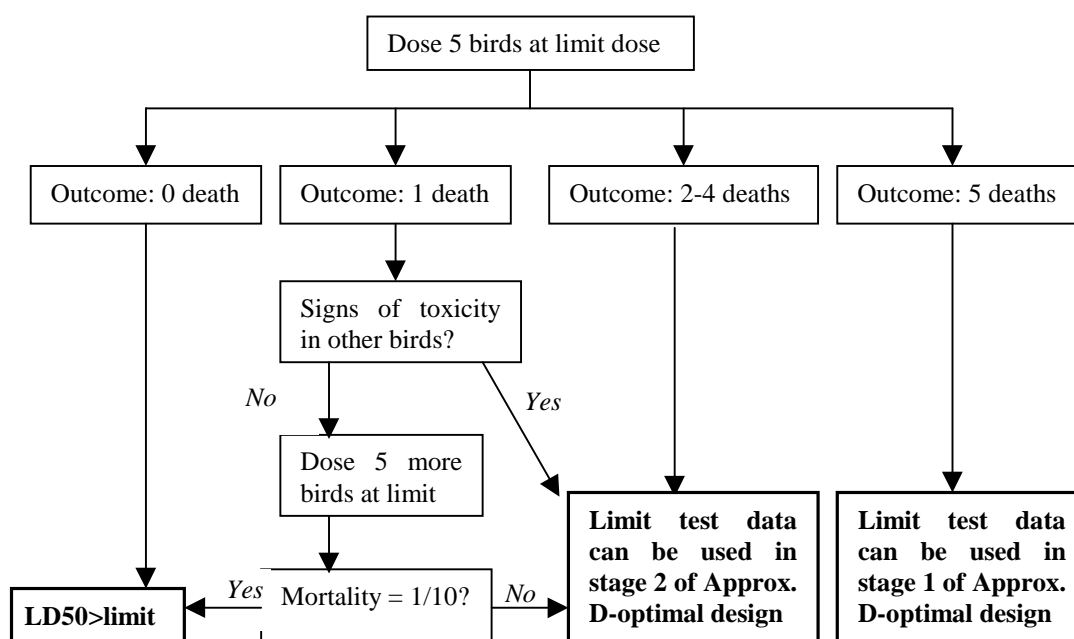 Dose 5 birds at limit dose
Outcome: 0 death
Outcome: 1 death
Outcome: 2-4 deaths
Outcome: 5 deaths
Signs of toxicity
in other birds?
No
Yes
Dose 5 more
birds at limit
Limit test data
can be used in
stage 2 of Approx.
D-optimal design
Limit test data
can be used in
stage 1 of Approx.
D-optimal design
LD50>limit
Yes
Mortality = 1/10?
No